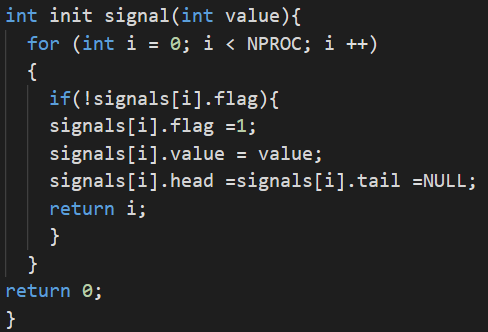 int init signal(int value){
for (int i = 0; i < NPROC; i ++)
{
if(!signals[i].flag){
signals[i].flag =1;
signals[i].value = value;
signals[i].head =signals[i].tail =NULL;
return i;
}
}
return 0;
}